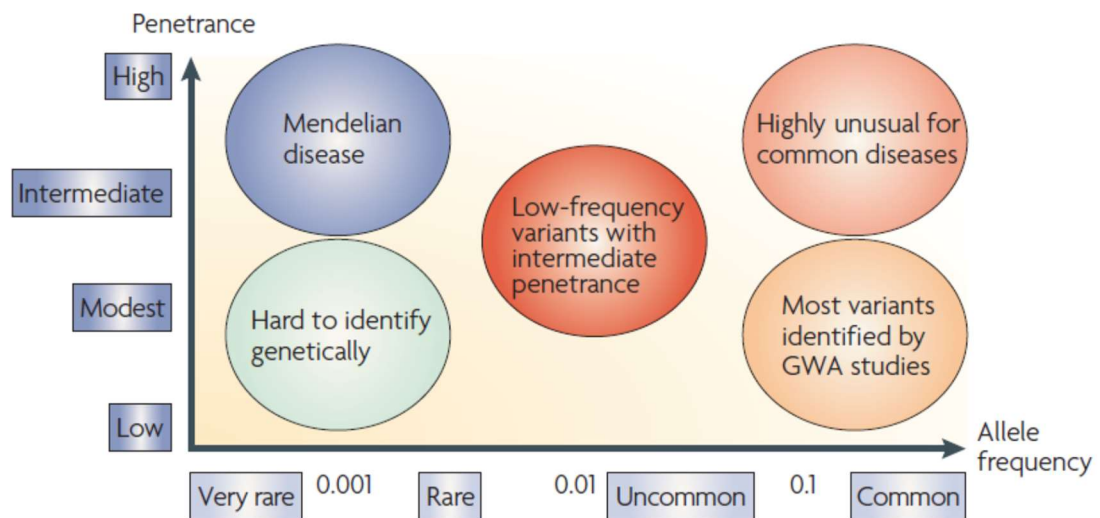 Penetrance
High
Intermediate
Modest
Low
Mendelian
disease
Highly unusual for
common diseases
Low-frequency
variants with
intermediate
penetrance
Hard to identify
genetically
Most variants
identified by
GWA studies
Allele
frequency
Very rare
0.001
Rare
0.01
Uncommon
0.1
Common